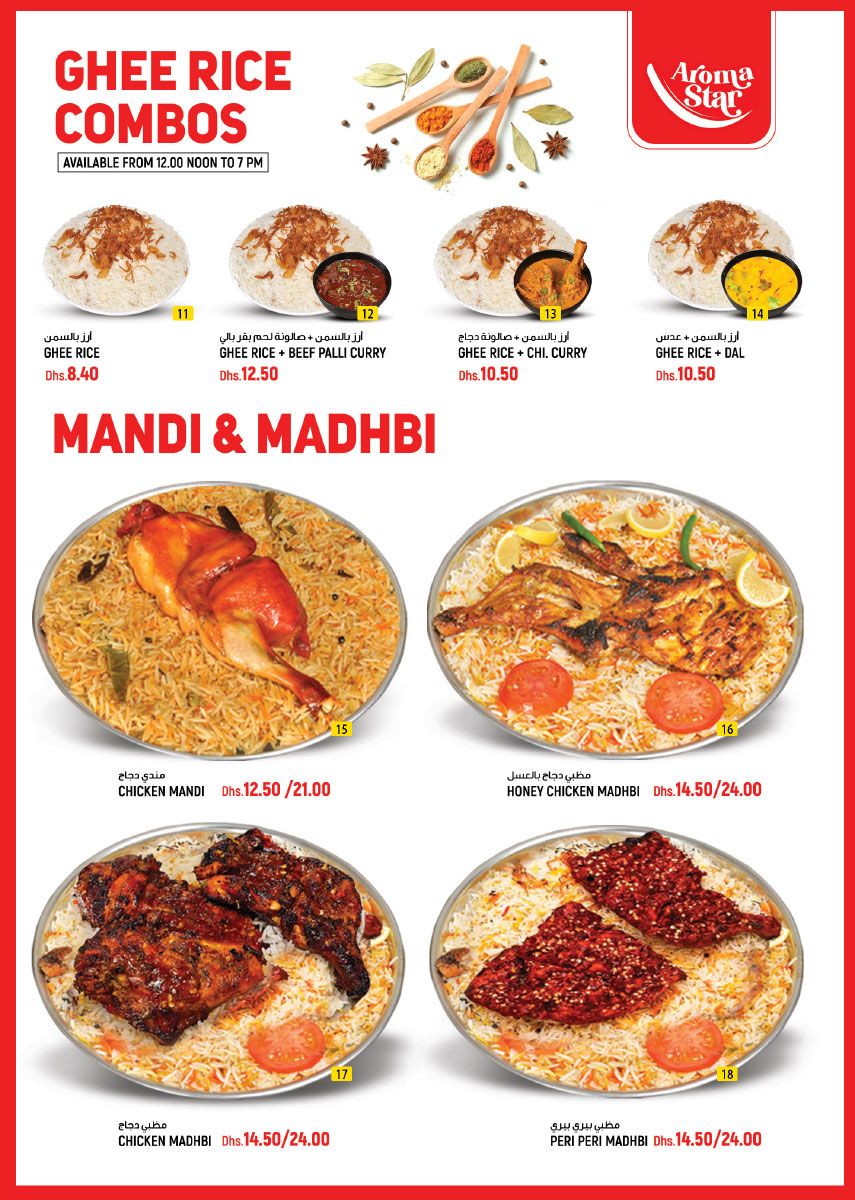 GHEE RICE
COMBOS
AVAILABLE FROM 12.00 NOON TO 7 PM
Aroma
Star
11
أرز بالسمن
GHEE RICE
Dhs.8.40
12
أرز بالسمن + صالونة لحم بقر بالي
GHEE RICE + BEEF PALLI CURRY
Dhs.12.50
13
أرز بالسمن + صالونة دجاج
GHEE RICE + CHI. CURRY
Dhs.10.50
14
أرز بالسمن + عدس
GHEE RICE + DAL
Dhs.10.50
MANDI & MADHBI
15
مندي دجاج
CHICKEN MANDI Dhs.12.50 /21.00
16
مظبي دجاج بالعسل
HONEY CHICKEN MADHBI Dhs.14.50/24.00
17
مظبي دجاج
CHICKEN MADHBI Dhs.14.50/24.00
18
مظبي بيري بيري
PERI PERI MADHBI Dhs.14.50/24.00